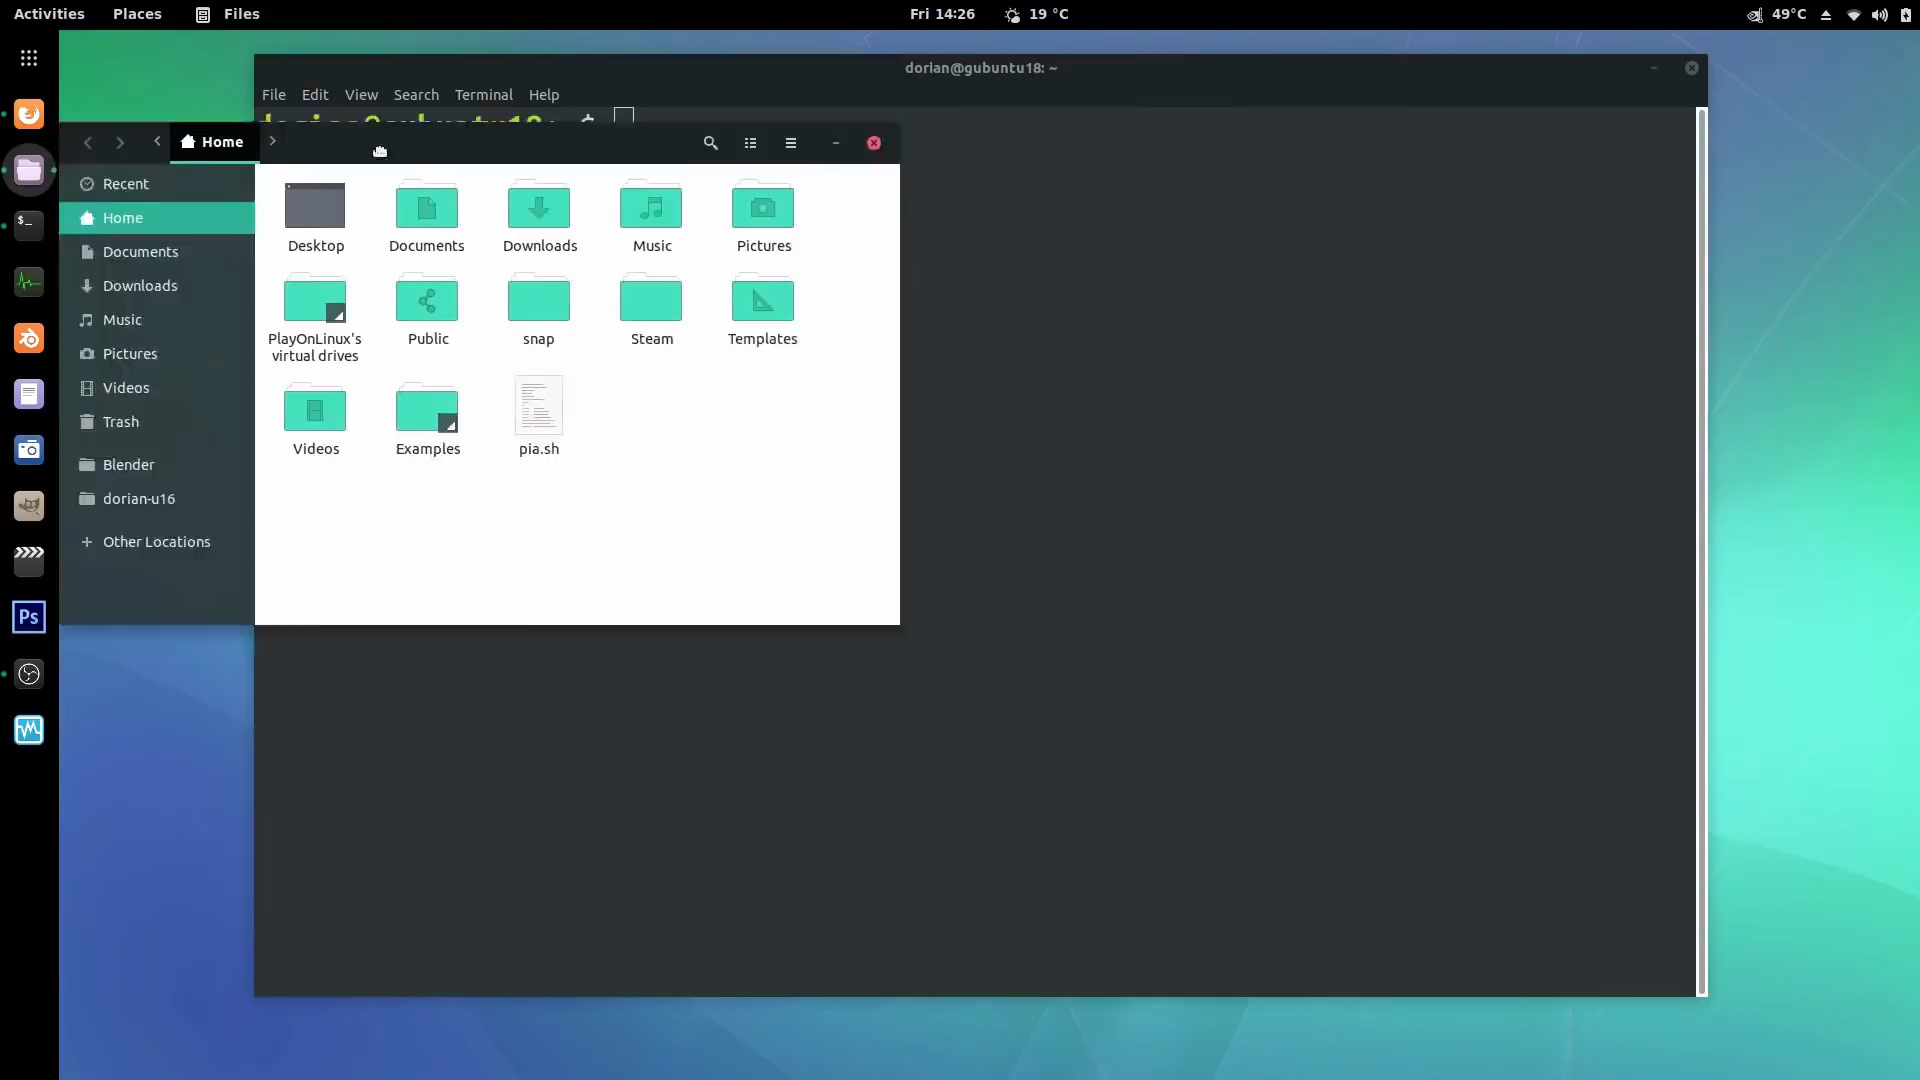 Activities Places Files Fri 14:26 19 °C 49°C
dorian@gubuntu18: ~
File Edit View Search Terminal Help
Home
Recent
Home
Documents
Downloads
Music
Pictures
Videos
Trash
Blender
dorian-u16
Other Locations
Desktop Documents Downloads Music Pictures
PlayOnLinux's
virtual drives
Public snap Steam Templates
Videos Examples pia.sh
$_
Ps